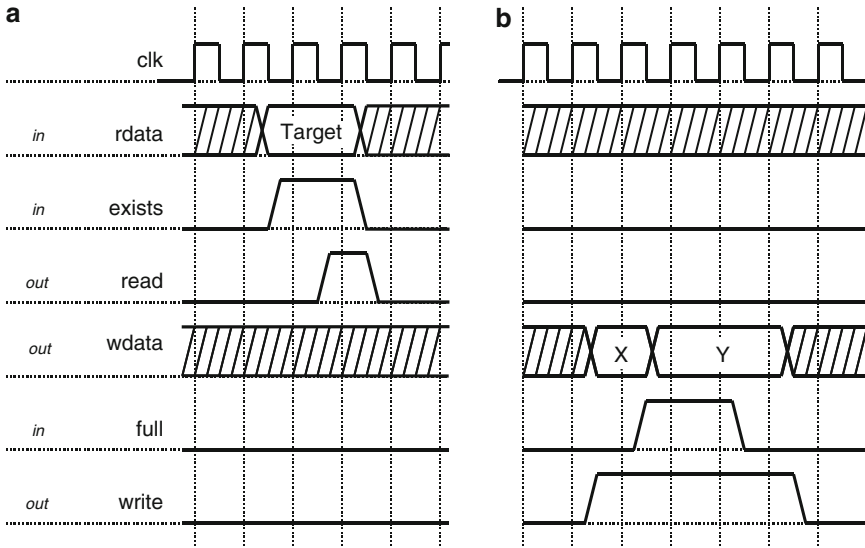 a b
clk
in rdata Target
in exists
out read
out wdata X Y
in full
out write